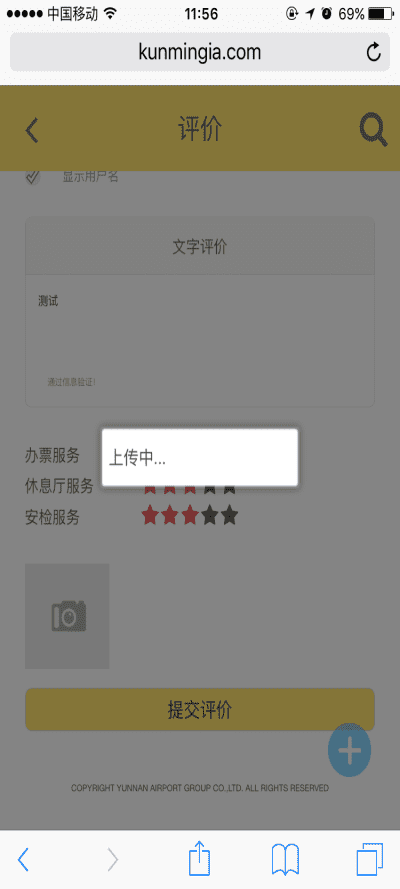 中国移动 11:56 69%
kunmingia.com
评价
显示用户名
文字评价
测试
通过信息验证!
办票服务
上传中...
休息厅服务
安检服务
提交评价
COPYRIGHT YUNNAN AIRPORT GROUP CO.,LTD. ALL RIGHTS RESERVED